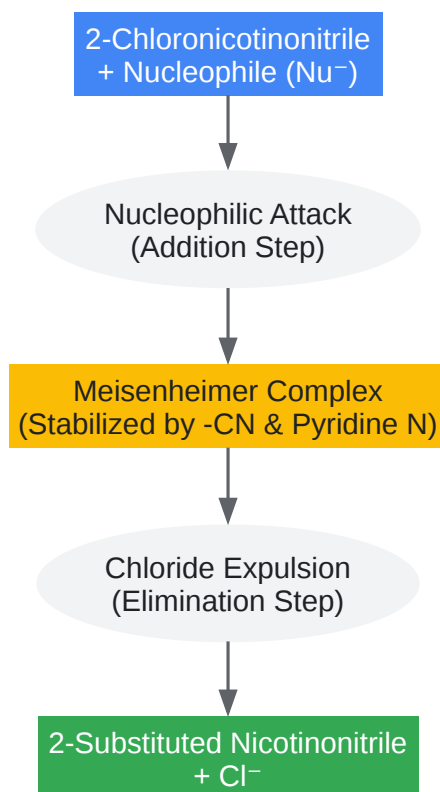 2-Chloronicotinonitrile
+ Nucleophile (Nu⁻)
Nucleophilic Attack
(Addition Step)
Meisenheimer Complex
(Stabilized by -CN & Pyridine N)
Chloride Expulsion
(Elimination Step)
2-Substituted Nicotinonitrile
+ Cl⁻